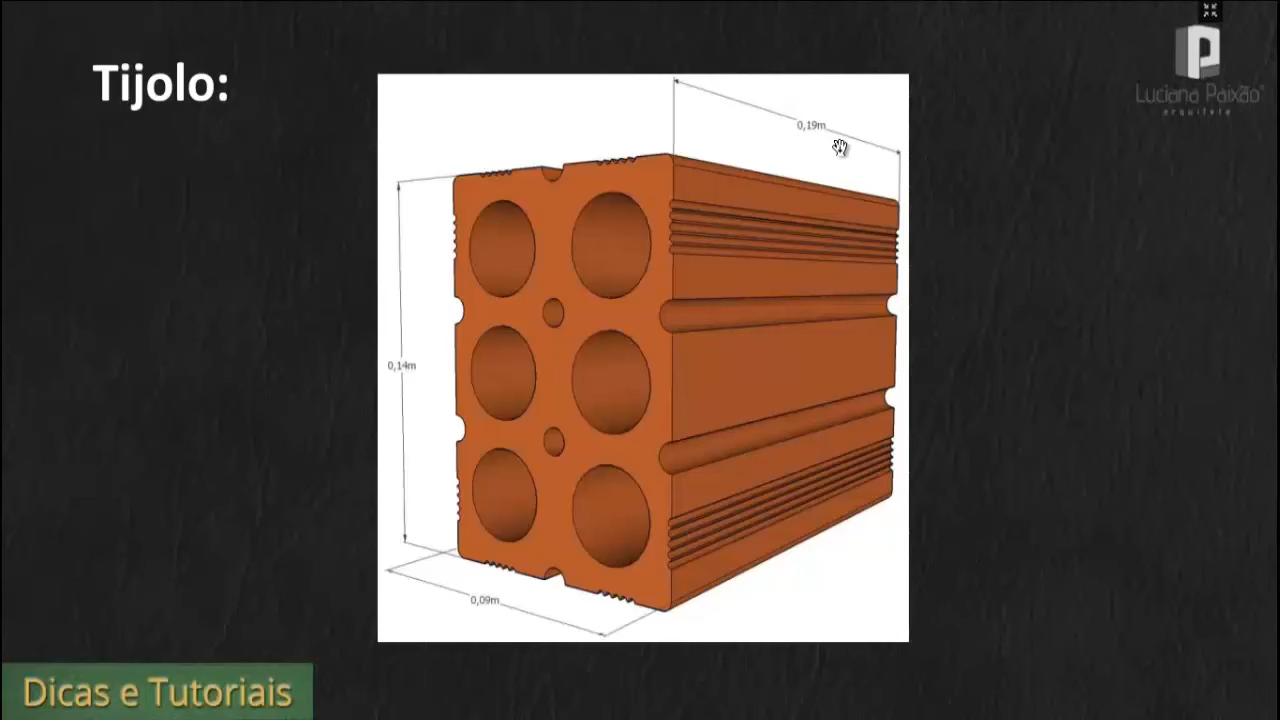 Tijolo:
Luciana Paixão
arquiteta
0,19m
0,14m
0,09m
Dicas e Tutoriais